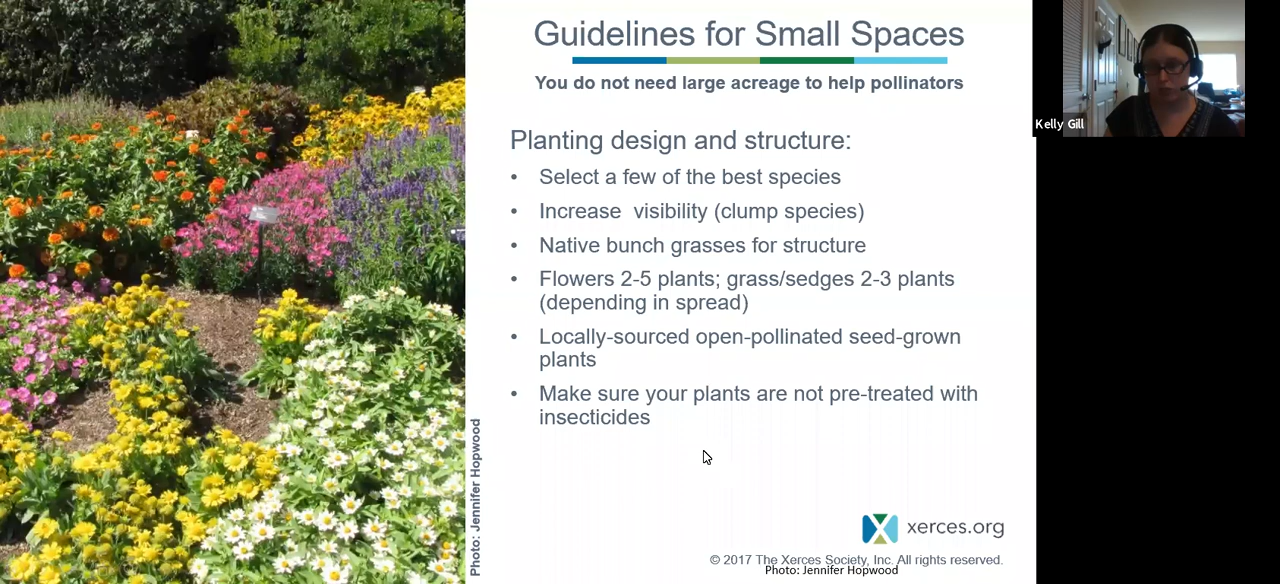 Guidelines for Small Spaces
You do not need large acreage to help pollinators
Planting design and structure:
• Select a few of the best species
• Increase  visibility (clump species)
• Native bunch grasses for structure
• Flowers 2-5 plants; grass/sedges 2-3 plants
(depending in spread)
• Locally-sourced open-pollinated seed-grown
plants
• Make sure your plants are not pre-treated with
insecticides
Photo: Jennifer Hopwood
xerces.org
© 2017 The Xerces Society, Inc. All rights reserved.
Photo: Jennifer Hopwood
Kelly Gill